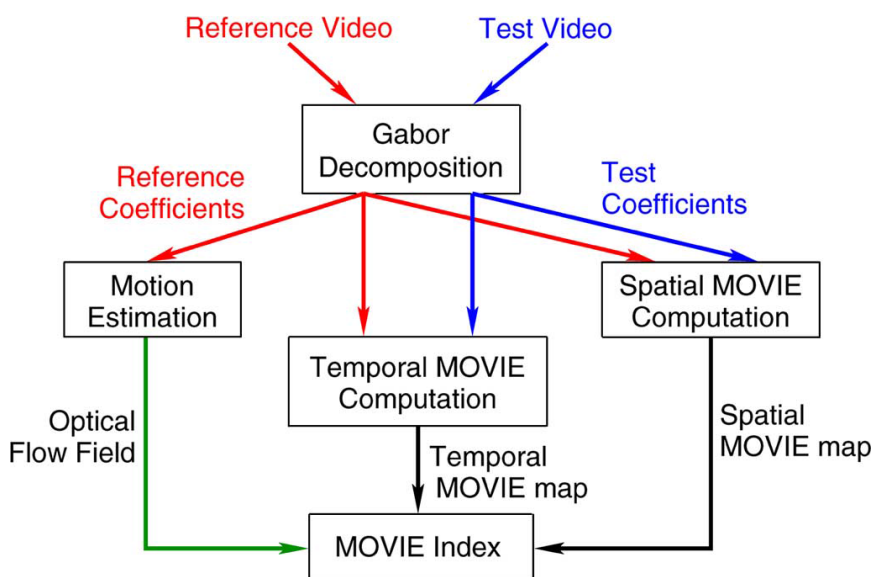 Reference Video
Test Video
Gabor
Decomposition
Reference
Coefficients
Test
Coefficients
Motion
Estimation
Spatial MOVIE
Computation
Temporal MOVIE
Computation
Optical
Flow Field
Temporal
MOVIE map
Spatial
MOVIE map
MOVIE Index